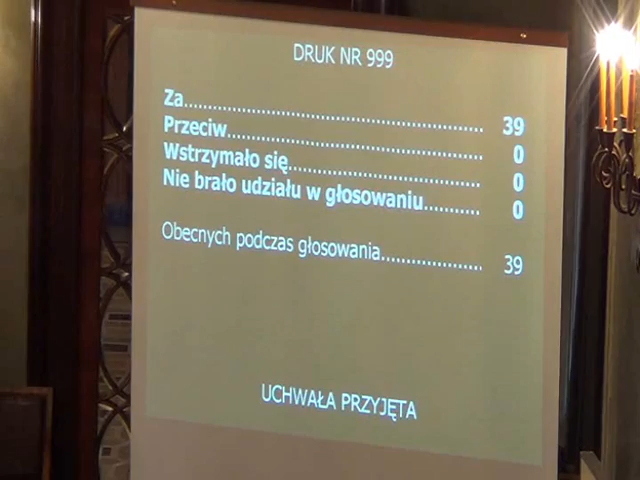 DRUK NR 999
Za........................................................ 39
Przeciw................................................ 0
Wstrzymało się.................................... 0
Nie brało udziału w głosowaniu......... 0
Obecnych podczas głosowania................. 39
UCHWAŁA PRZYJĘTA